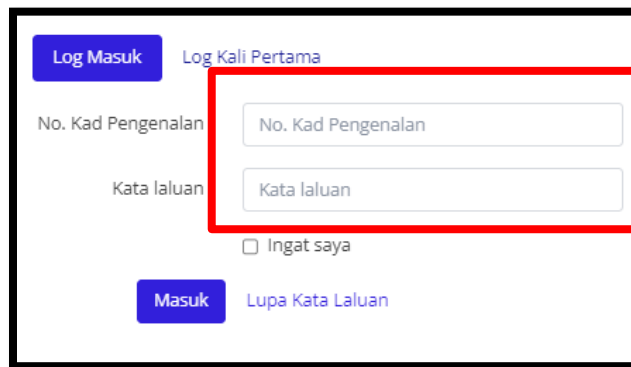 Log Masuk Log Kali Pertama
No. Kad Pengenalan No. Kad Pengenalan
Kata laluan Kata laluan
Ingat saya
Masuk Lupa Kata Laluan